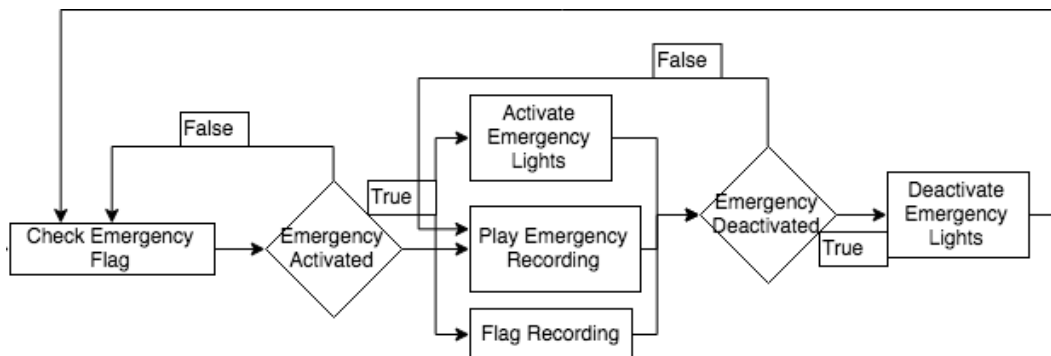 False
False
Activate
Emergency
Lights
True
Check Emergency
Flag
Emergency
Activated
Play Emergency
Recording
Flag Recording
Emergency
Deactivated
True
Deactivate
Emergency
Lights